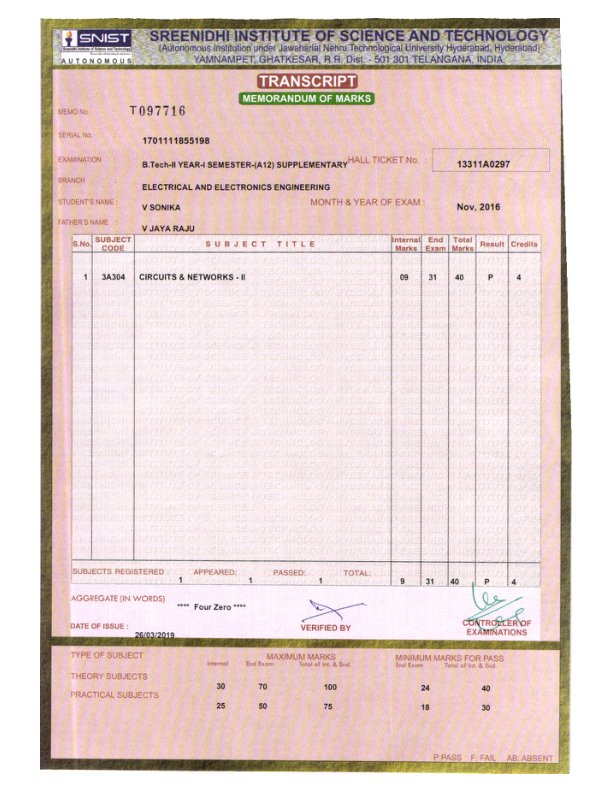 SNIST
Sreenidhi Institute of Science and Technology
AUTONOMOUS
SREENIDHI INSTITUTE OF SCIENCE AND TECHNOLOGY
(Autonomous Institution under Jawaharlal Nehru Technological University Hyderabad, Hyderabad)
YAMNAMPET, GHATKESAR, R.R. Dist. - 501 301 TELANGANA, INDIA.
TRANSCRIPT
MEMORANDUM OF MARKS
MEMO No. T097716
SERIAL No. 1701111855198
EXAMINATION : B.Tech-II YEAR-I SEMESTER-(A12) SUPPLEMENTARY HALL TICKET No. : 13311A0297
BRANCH : ELECTRICAL AND ELECTRONICS ENGINEERING
STUDENT'S NAME : V SONIKA MONTH & YEAR OF EXAM : Nov, 2016
FATHER'S NAME : V JAYA RAJU
S.No. SUBJECT CODE SUBJECT TITLE Internal Marks End Exam Total Marks Result Credits
1 3A304 CIRCUITS & NETWORKS - II 09 31 40 P 4
SUBJECTS REGISTERED : 1 APPEARED: 1 PASSED: 1 TOTAL: 9 31 40 P 4
AGGREGATE (IN WORDS) **** Four Zero ****
DATE OF ISSUE : 26/03/2019 VERIFIED BY CONTROLLER OF EXAMINATIONS
TYPE OF SUBJECT MAXIMUM MARKS MINIMUM MARKS FOR PASS
Internal End Exam Total of Int. & End. End Exam Total of Int. & End.
THEORY SUBJECTS 30 70 100 24 40
PRACTICAL SUBJECTS 25 50 75 18 30
P:PASS F: FAIL AB: ABSENT